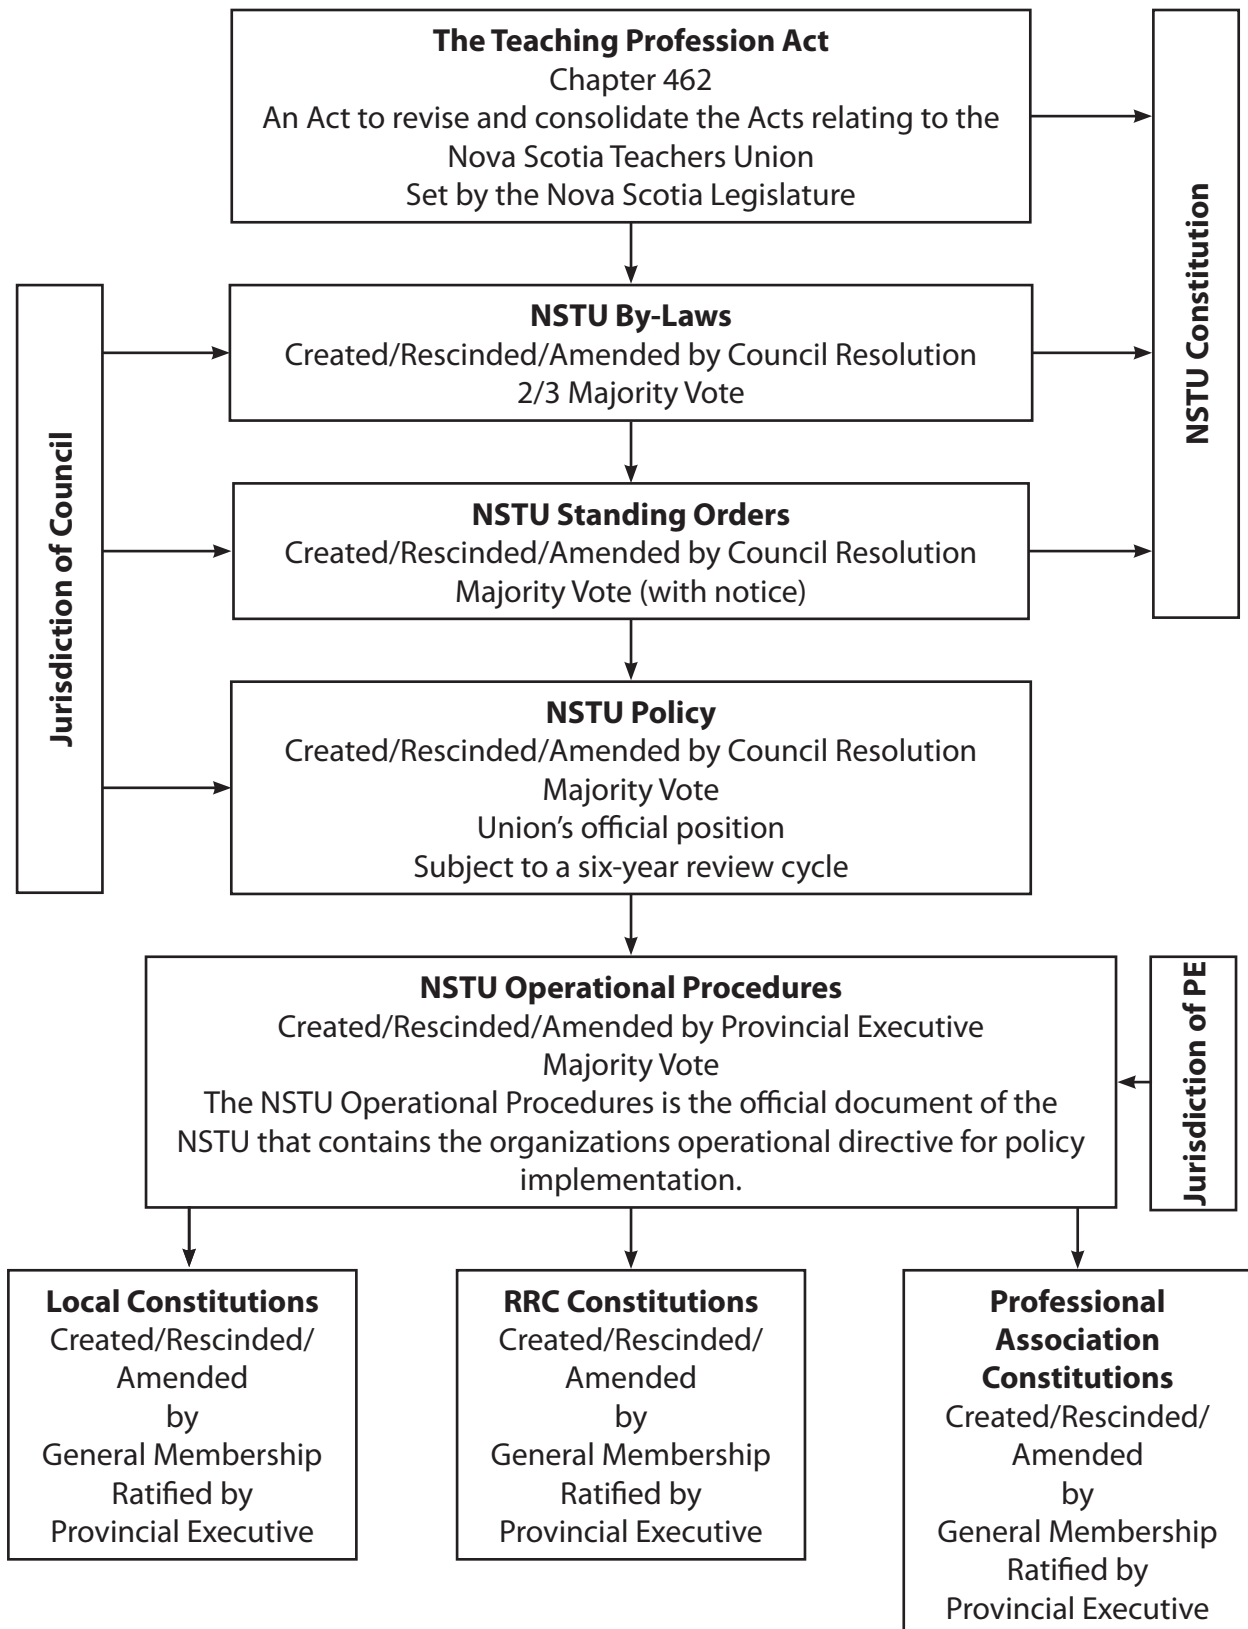 The Teaching Profession Act
Chapter 462
An Act to revise and consolidate the Acts relating to the
Nova Scotia Teachers Union
Set by the Nova Scotia Legislature
NSTU Constitution
Jurisdiction of Council
NSTU By-Laws
Created/Rescinded/Amended by Council Resolution
2/3 Majority Vote
NSTU Standing Orders
Created/Rescinded/Amended by Council Resolution
Majority Vote (with notice)
NSTU Policy
Created/Rescinded/Amended by Council Resolution
Majority Vote
Union's official position
Subject to a six-year review cycle
NSTU Operational Procedures
Created/Rescinded/Amended by Provincial Executive
Majority Vote
The NSTU Operational Procedures is the official document of the
NSTU that contains the organizations operational directive for policy
implementation.
Jurisdiction of PE
Local Constitutions
Created/Rescinded/
Amended
by
General Membership
Ratified by
Provincial Executive
RRC Constitutions
Created/Rescinded/
Amended
by
General Membership
Ratified by
Provincial Executive
Professional
Association
Constitutions
Created/Rescinded/
Amended
by
General Membership
Ratified by
Provincial Executive